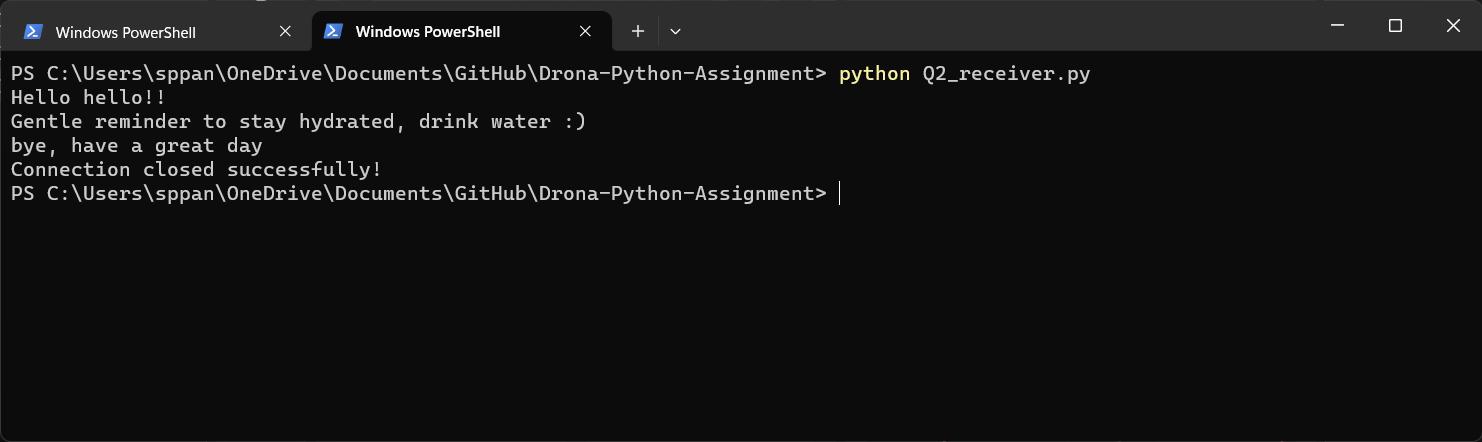 Windows PowerShell
Windows PowerShell
PS C:\Users\sppan\OneDrive\Documents\GitHub\Drona-Python-Assignment> python Q2_receiver.py
Hello hello!!
Gentle reminder to stay hydrated, drink water :)
bye, have a great day
Connection closed successfully!
PS C:\Users\sppan\OneDrive\Documents\GitHub\Drona-Python-Assignment>